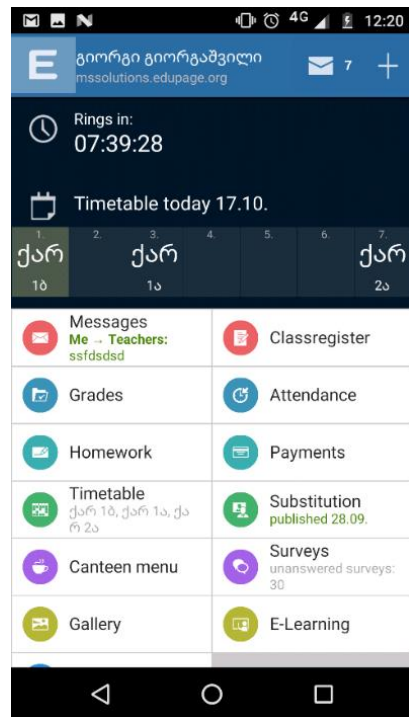 4G 12:20
E
გიორგი გიორგაშვილი
mssolutions.edupage.org
7
Rings in:
07:39:28
Timetable today 17.10.
1. 2. 3. 4. 5. 6. 7.
ქარ ქარ ქარ
1ბ 1ა 2ა
Messages
Me → Teachers:
ssfdsdsd
Classregister
Grades
Attendance
Homework
Payments
Timetable
ქარ 1ბ, ქარ 1ა, ქა
რ 2ა
Substitution
published 28.09.
Canteen menu
Surveys
unanswered surveys:
30
Gallery
E-Learning